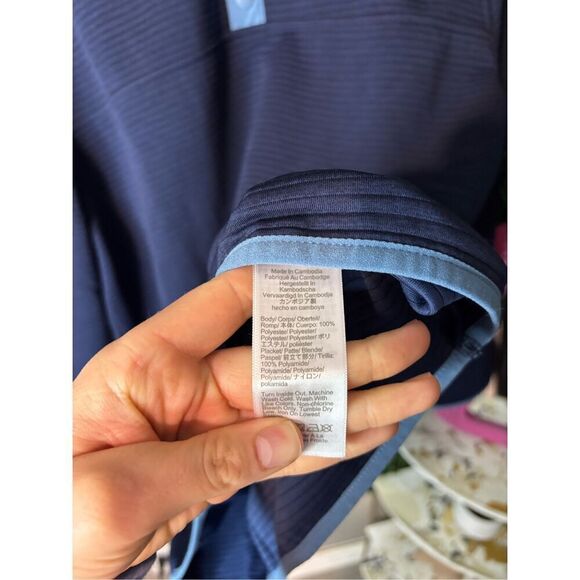 Made In Cambodia
Fabriqué Au Cambodge
Hergestellt In
Kambodscha
Vervaardigd In Cambodja
カンボジア製
hecho en camboya
Body/ Corps/ Oberteil/
Romp/ 本体/ Cuerpo: 100%
Polyester/ Polyester/
Polyester/ Polyester/ ポリ
エステル/ poliéster
Placket/ Patte/ Blende/
Paspel/ 前立て部分/ Tirilla:
100% Polyamide/
Polyamide/ Polyamide/
Polyamide/ ナイロン/
poliamida
Turn Inside Out. Machine
Wash Cold. Wash With
Like Colors. Non-chlorine
Bleach Only. Tumble Dry
Low. Iron On Lowest